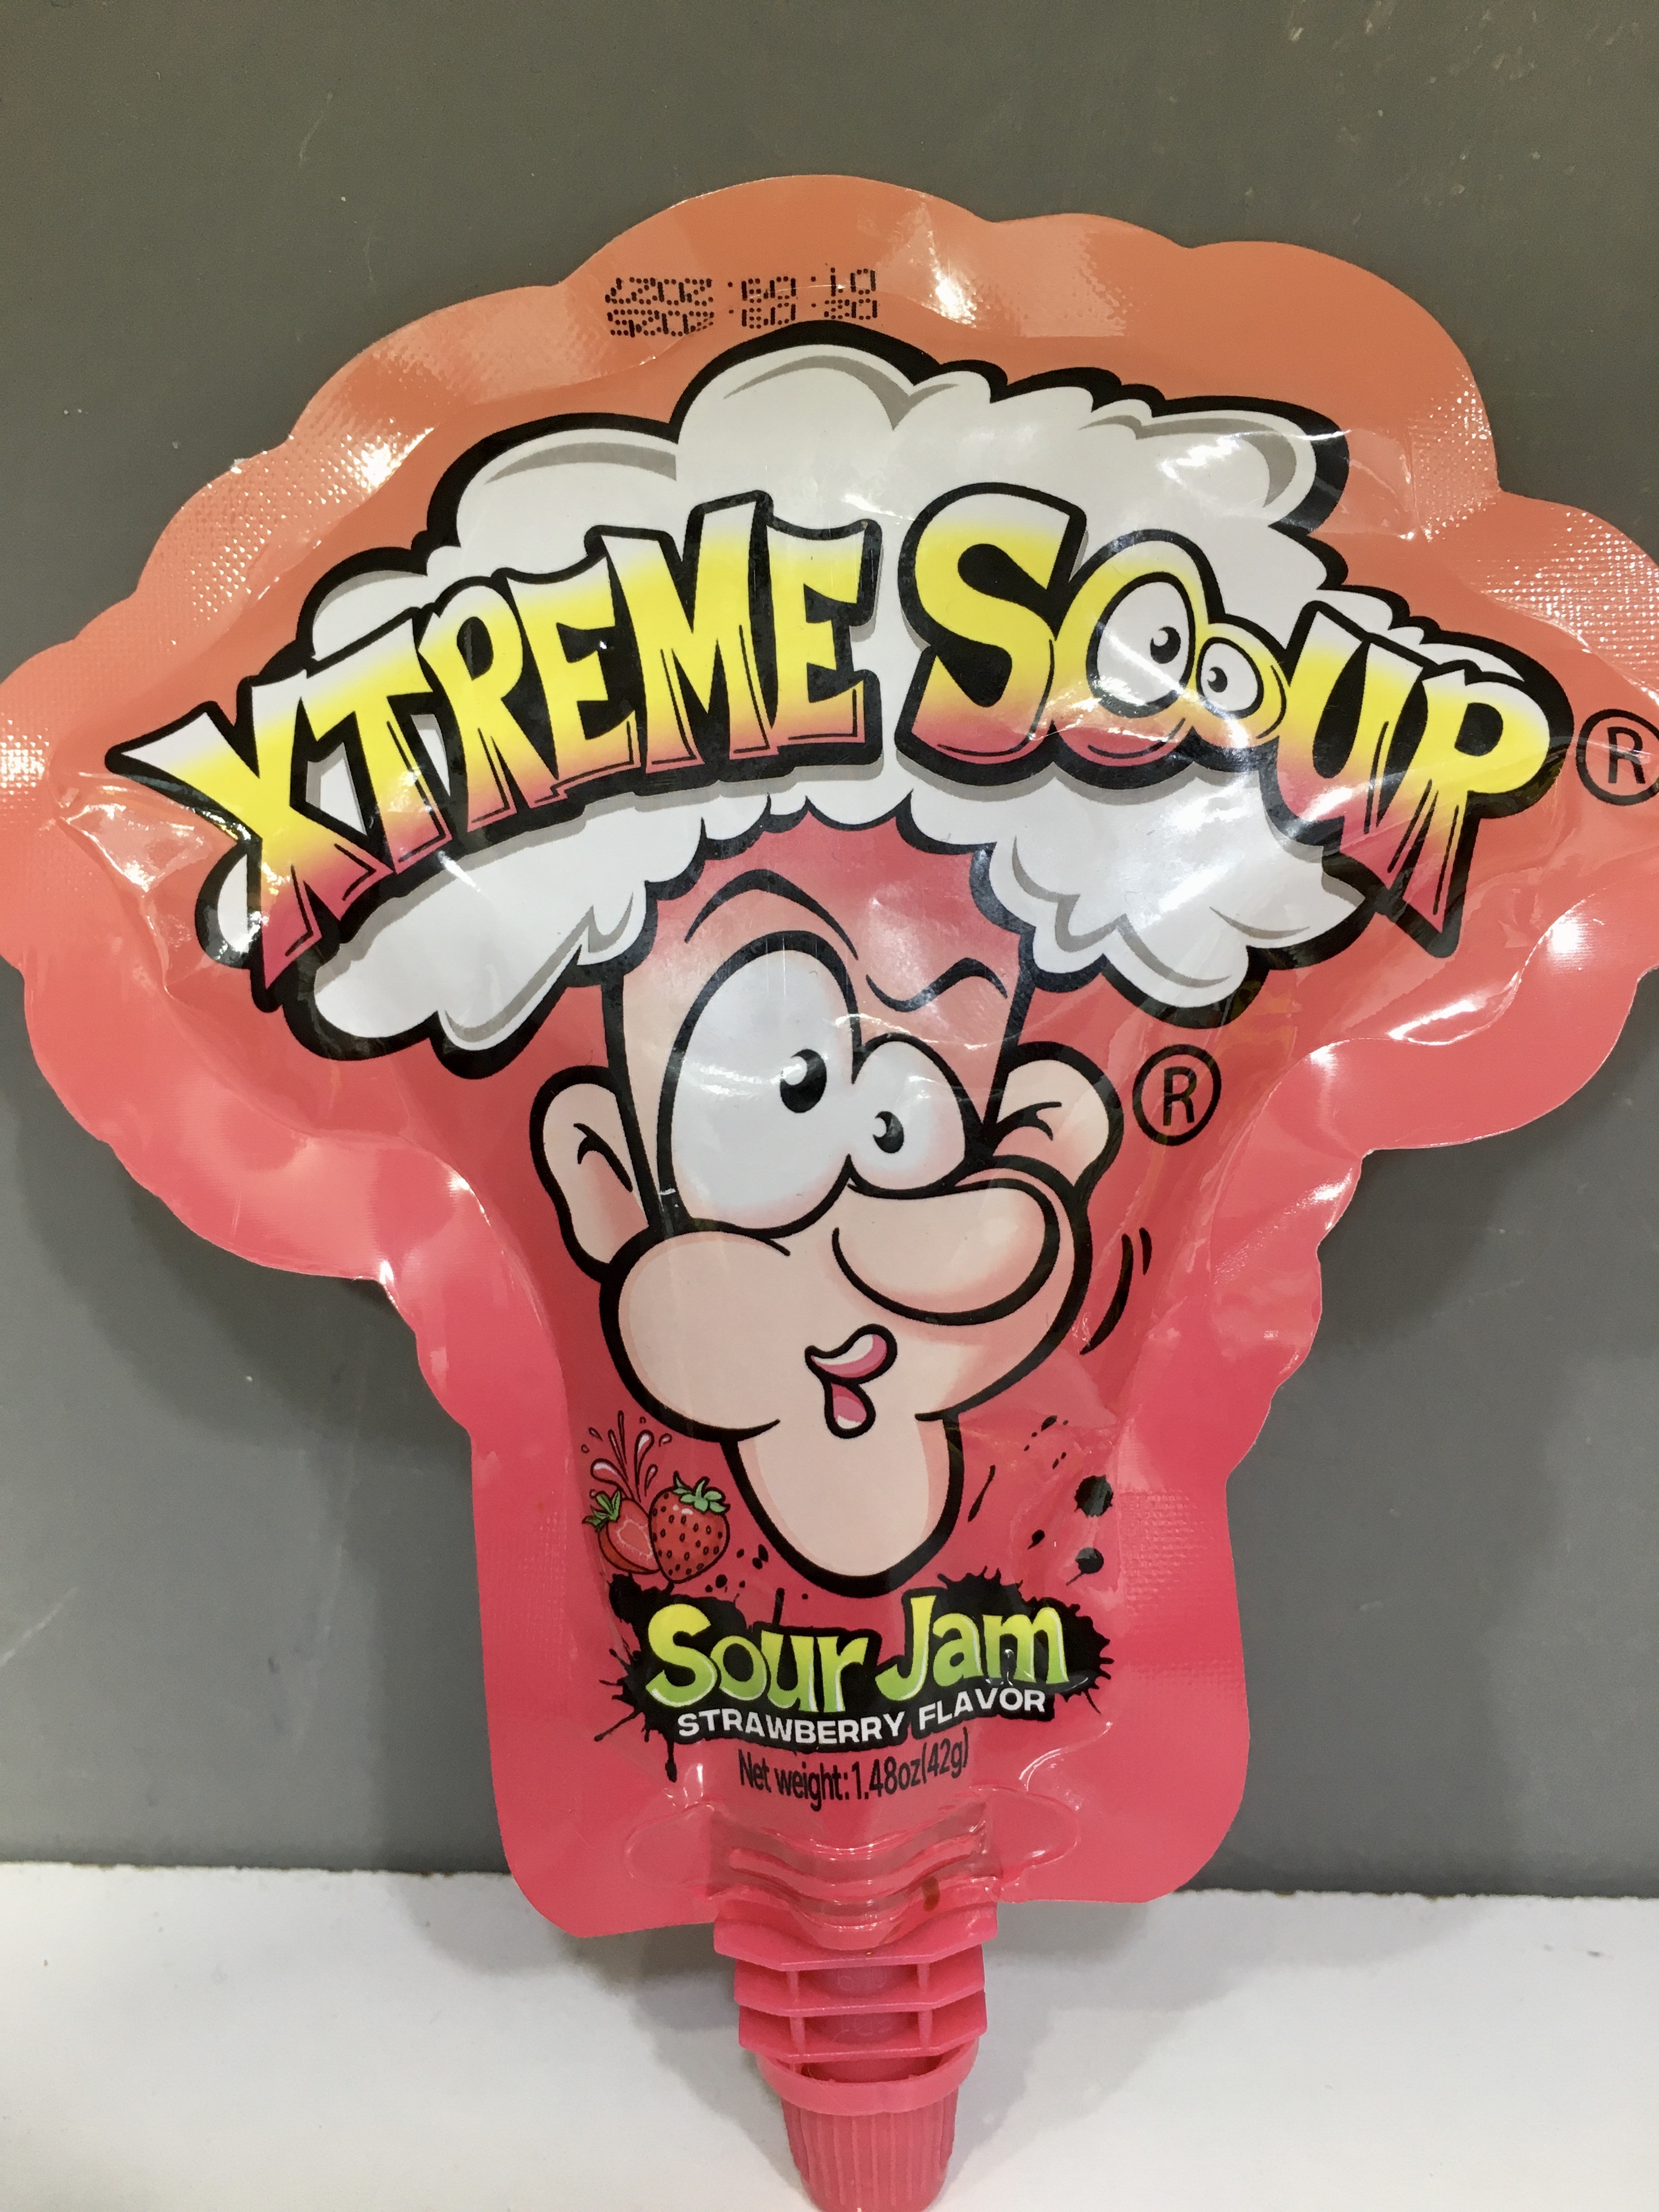 XTREME SOUR ®
®
Sour Jam
STRAWBERRY FLAVOR
Net weight:1.48oz(42g)